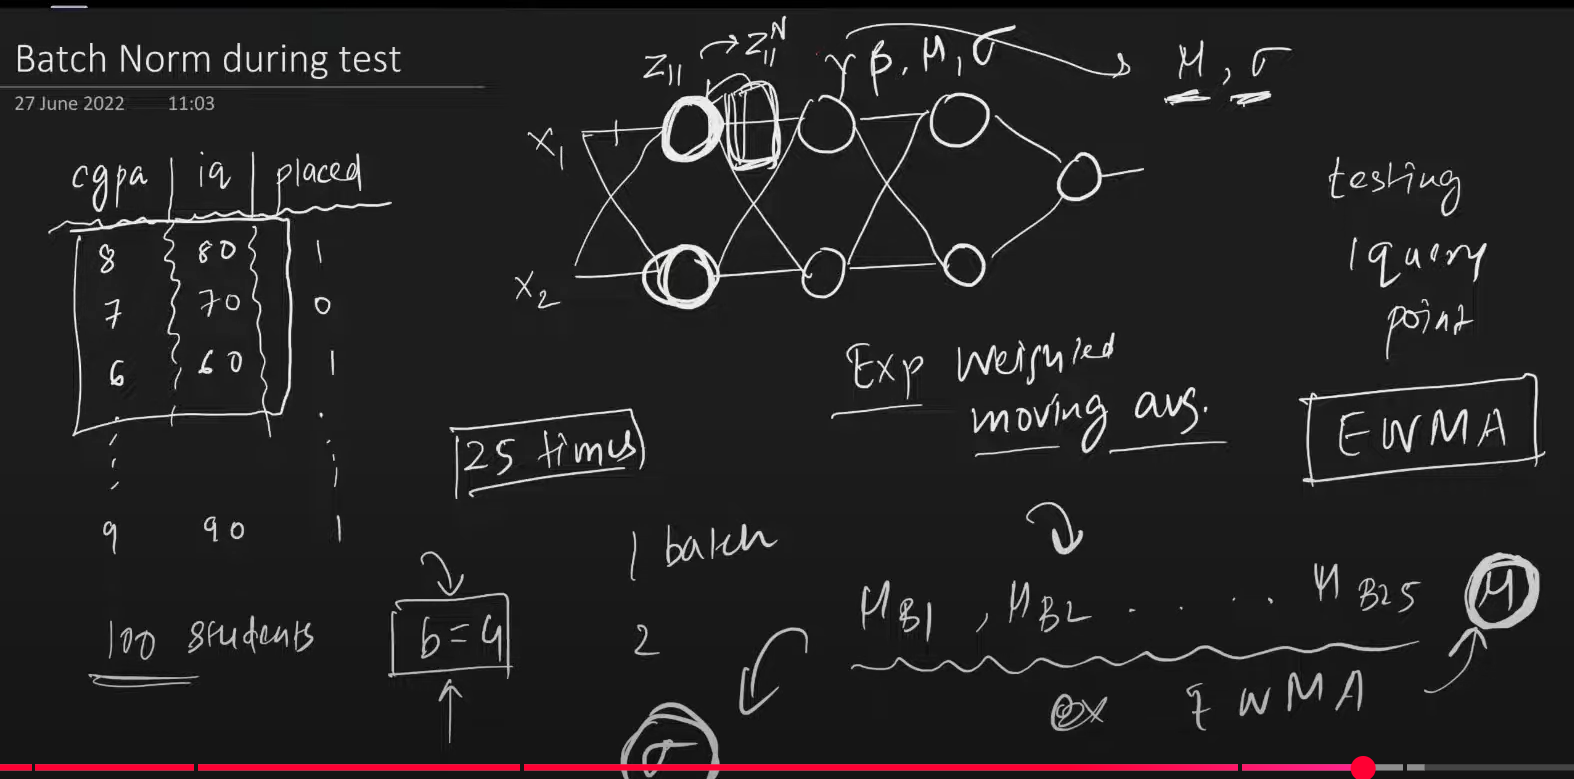 Batch Norm during test
27 June 2022 11:03
Z11 → Z11^N
γ β, μ, σ → μ, σ
x1
x2
cgpa | iq | placed
8 80 1
7 70 0
6 60 1
9 90 1
100 students
25 times
b=4
1 batch
2
testing
1 query
point
Exp weighted
moving avg.
EWMA
μB1, μB2 . . . . . μB25 μ
EWMA
σ